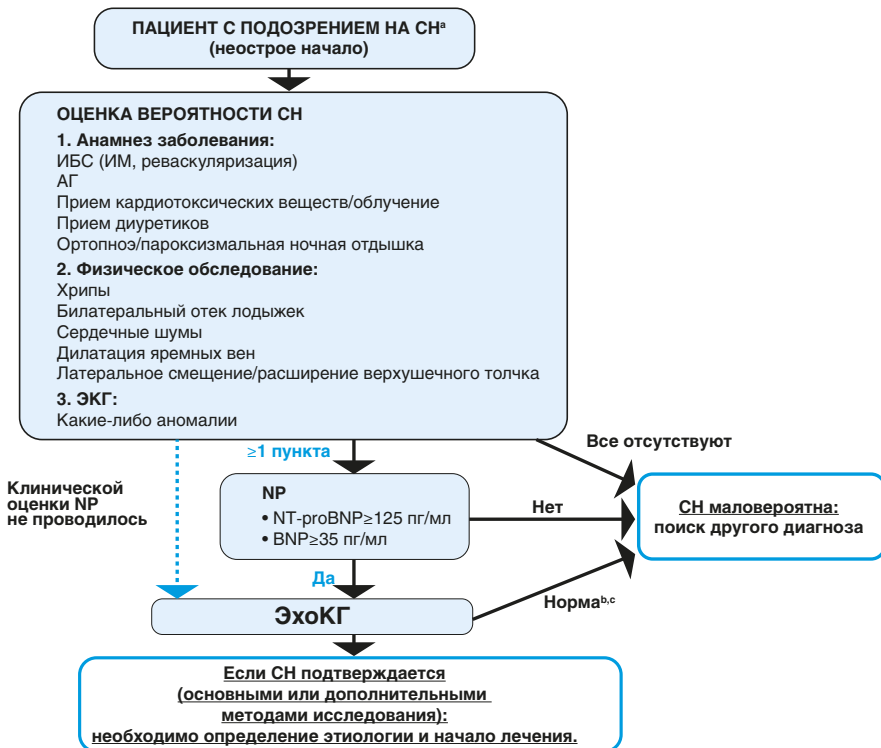 ПАЦИЕНТ С ПОДОЗРЕНИЕМ НА СНᵃ
(неострое начало)
ОЦЕНКА ВЕРОЯТНОСТИ СН
1. Анамнез заболевания:
ИБС (ИМ, реваскуляризация)
АГ
Прием кардиотоксических веществ/облучение
Прием диуретиков
Ортопноэ/пароксизмальная ночная отдышка
2. Физическое обследование:
Хрипы
Билатеральный отек лодыжек
Сердечные шумы
Дилатация яремных вен
Латеральное смещение/расширение верхушечного толчка
3. ЭКГ:
Какие-либо аномалии
≥1 пункта
Все отсутствуют
Клинической
оценки NP
не проводилось
NP
• NT-proBNP≥125 пг/мл
• BNP≥35 пг/мл
Нет
СН маловероятна:
поиск другого диагноза
Да
ЭхоКГ
Нормаᵇ,ᶜ
Если СН подтверждается
(основными или дополнительными
методами исследования):
необходимо определение этиологии и начало лечения.